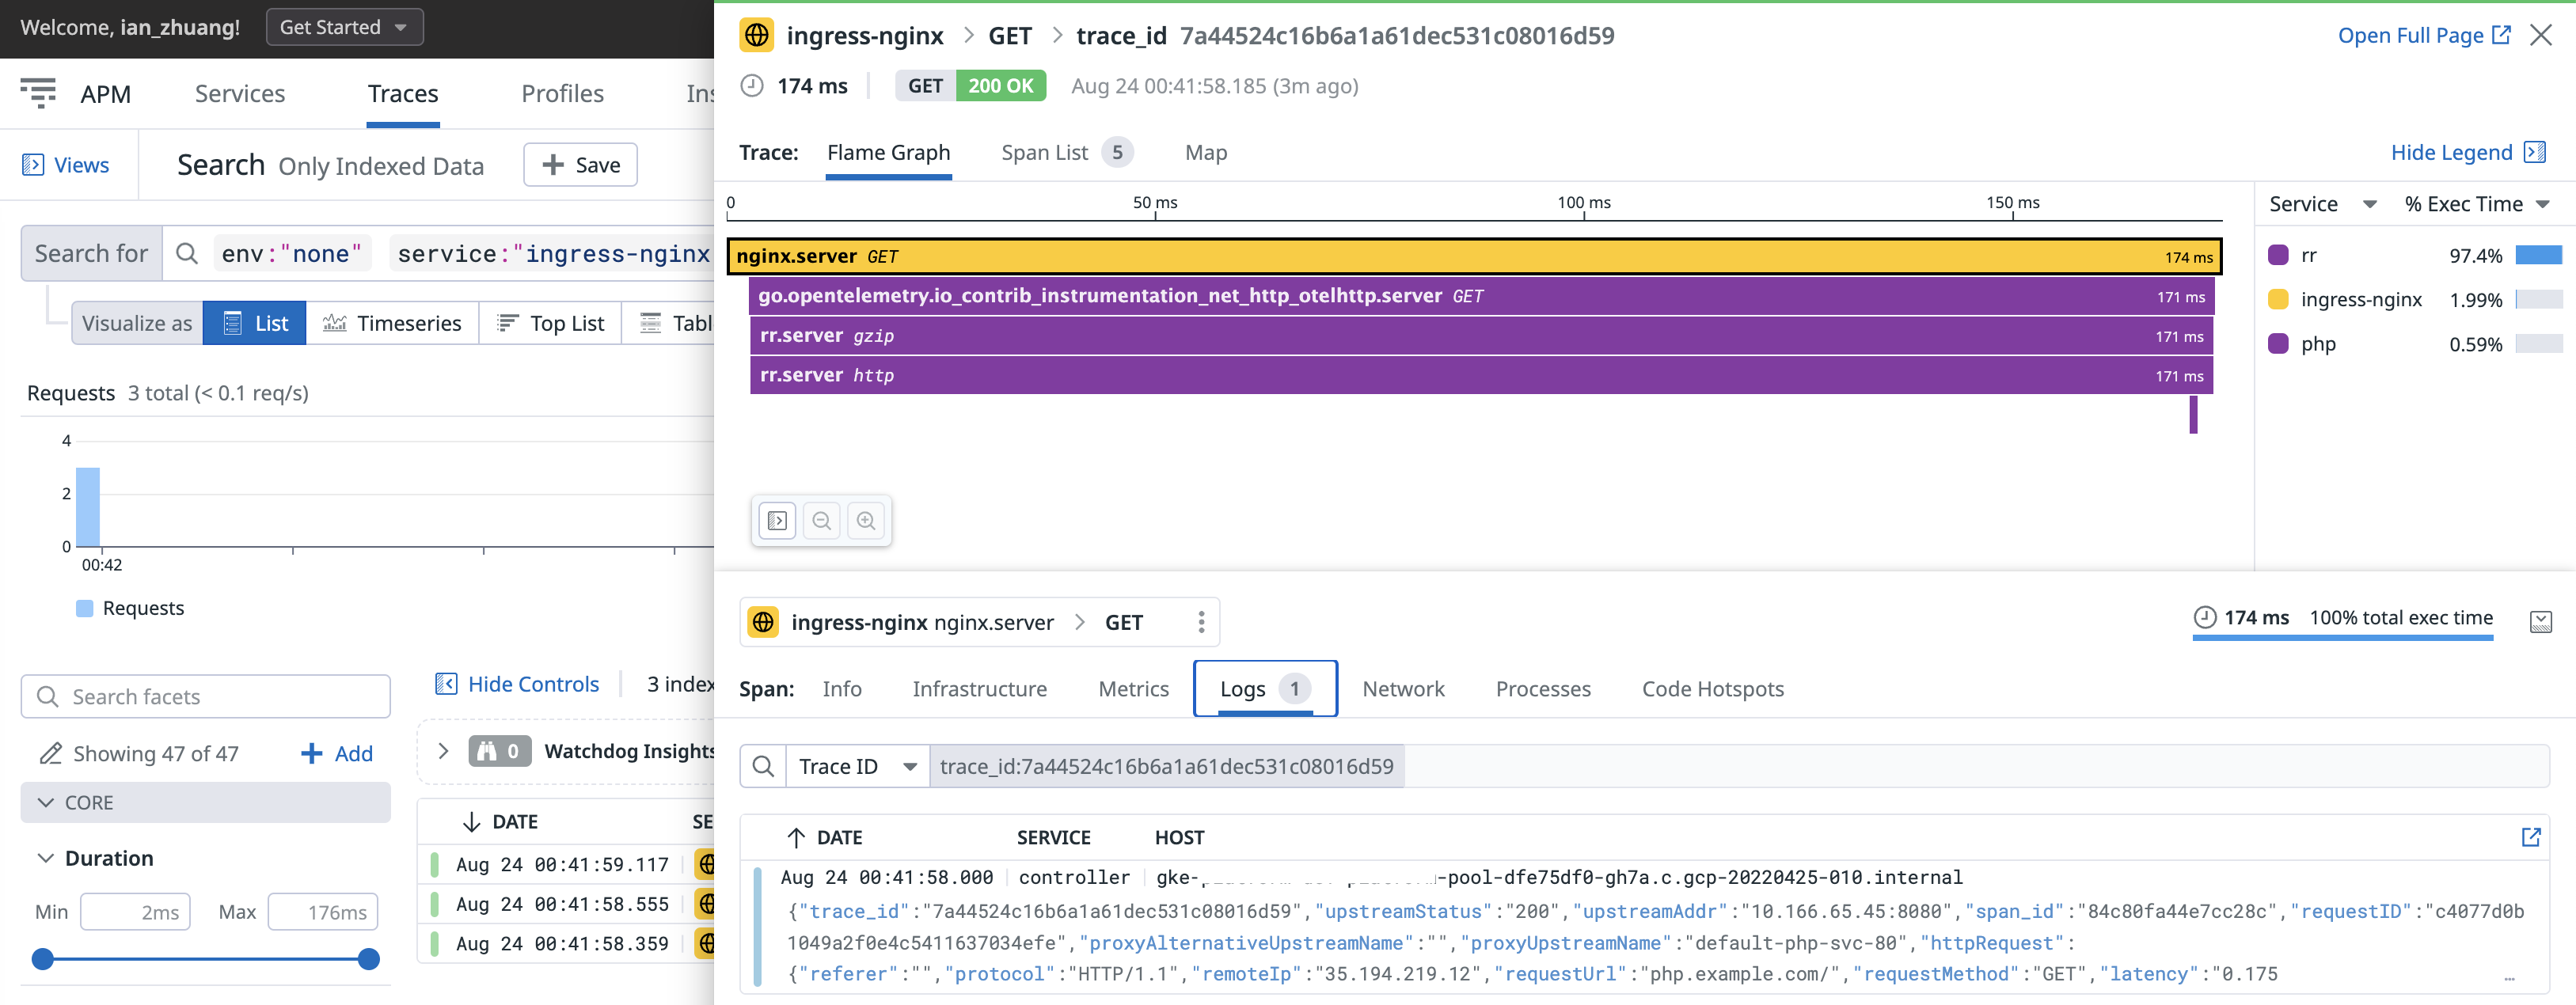 Welcome, ian_zhuang!
Get Started
APM
Services
Traces
Profiles
Ins
Views
Search Only Indexed Data
Save
Search for
env:"none"
service:"ingress-nginx
Visualize as
List
Timeseries
Top List
Tabl
Requests 3 total (< 0.1 req/s)
4
2
0
00:42
Requests
Search facets
Showing 47 of 47
Add
CORE
Duration
Min
2ms
Max
176ms
Hide Controls
3 index
0
Watchdog Insights
DATE
SE
Aug 24 00:41:59.117
Aug 24 00:41:58.555
Aug 24 00:41:58.359
ingress-nginx > GET > trace_id 7a44524c16b6a1a61dec531c08016d59
Open Full Page
174 ms
GET 200 OK
Aug 24 00:41:58.185 (3m ago)
Trace:
Flame Graph
Span List 5
Map
Hide Legend
0
50 ms
100 ms
150 ms
nginx.server GET 174 ms
go.opentelemetry.io_contrib_instrumentation_net_http_otelhttp.server GET 171 ms
rr.server gzip 171 ms
rr.server http 171 ms
Service
% Exec Time
rr 97.4%
ingress-nginx 1.99%
php 0.59%
ingress-nginx nginx.server > GET
174 ms 100% total exec time
Span:
Info
Infrastructure
Metrics
Logs 1
Network
Processes
Code Hotspots
Trace ID
trace_id:7a44524c16b6a1a61dec531c08016d59
DATE
SERVICE
HOST
Aug 24 00:41:58.000 controller gke- -pool-dfe75df0-gh7a.c.gcp-20220425-010.internal
{"trace_id":"7a44524c16b6a1a61dec531c08016d59","upstreamStatus":"200","upstreamAddr":"10.166.65.45:8080","span_id":"84c80fa44e7cc28c","requestID":"c4077d0b
1049a2f0e4c5411637034efe","proxyAlternativeUpstreamName":"","proxyUpstreamName":"default-php-svc-80","httpRequest":
{"referer":"","protocol":"HTTP/1.1","remoteIp":"35.194.219.12","requestUrl":"php.example.com/","requestMethod":"GET","latency":"0.175 …